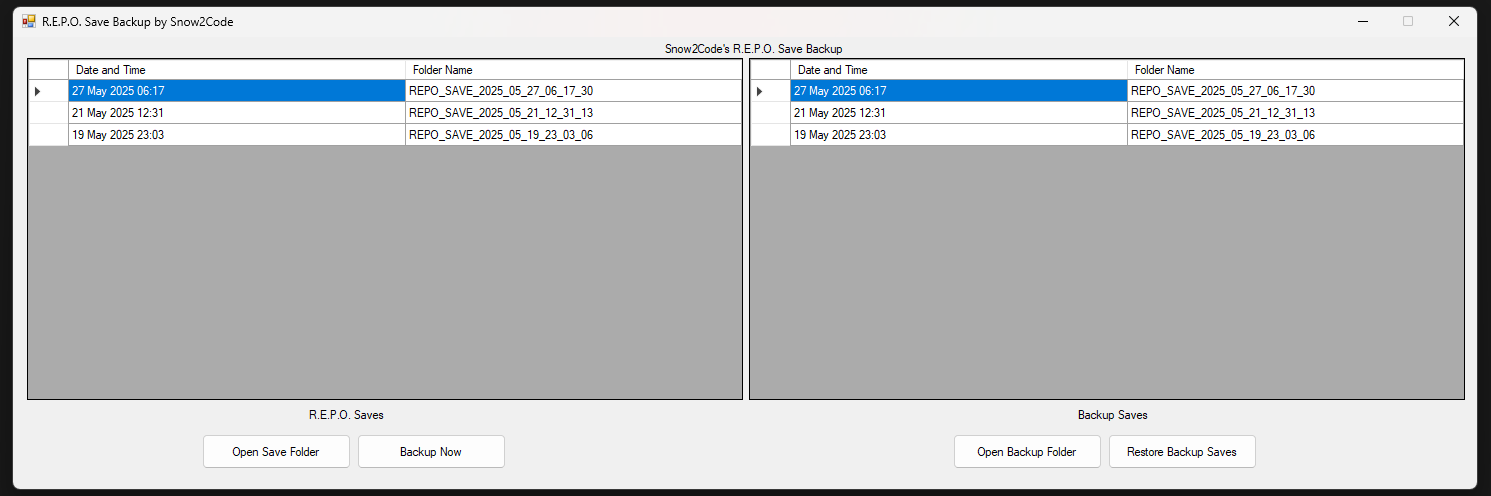 R.E.P.O. Save Backup by Snow2Code
Snow2Code's R.E.P.O. Save Backup
Date and Time Folder Name
27 May 2025 06:17 REPO_SAVE_2025_05_27_06_17_30
21 May 2025 12:31 REPO_SAVE_2025_05_21_12_31_13
19 May 2025 23:03 REPO_SAVE_2025_05_19_23_03_06
R.E.P.O. Saves
Open Save Folder Backup Now
Date and Time Folder Name
27 May 2025 06:17 REPO_SAVE_2025_05_27_06_17_30
21 May 2025 12:31 REPO_SAVE_2025_05_21_12_31_13
19 May 2025 23:03 REPO_SAVE_2025_05_19_23_03_06
Backup Saves
Open Backup Folder Restore Backup Saves